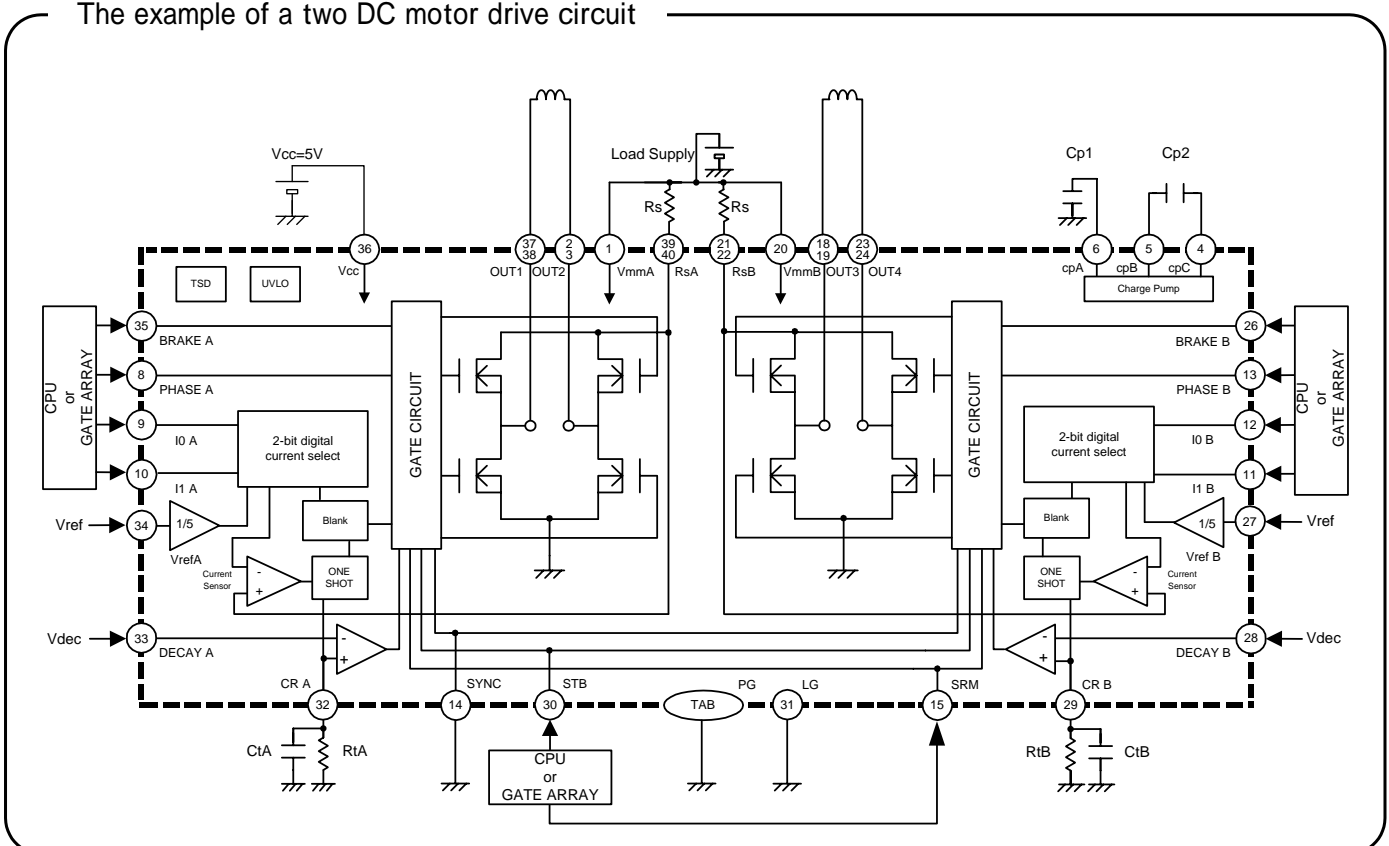 The example of a two DC motor drive circuit
Vcc=5V
Load Supply
Cp1
Cp2
Rs
Rs
36
37
38
2
3
1
39
40
21
22
20
18
19
23
24
6
5
4
Vcc
OUT1
OUT2
VmmA
RsA
RsB
VmmB
OUT3
OUT4
cpA
cpB
cpC
Charge Pump
TSD
UVLO
CPU
or
GATE ARRAY
35
BRAKE A
8
PHASE A
9
I0 A
10
I1 A
2-bit digital
current select
Blank
ONE
SHOT
Vref
34
1/5
VrefA
Current
Sensor
-
+
GATE CIRCUIT
GATE CIRCUIT
26
BRAKE B
13
PHASE B
12
I0 B
11
I1 B
CPU
or
GATE ARRAY
2-bit digital
current select
Blank
ONE
SHOT
1/5
27
Vref
Vref B
Current
Sensor
-
+
Vdec
33
DECAY A
-
+
-
+
28
Vdec
DECAY B
CR A
32
SYNC
14
STB
30
PG
TAB
LG
31
SRM
15
CR B
29
CtA
RtA
CPU
or
GATE ARRAY
RtB
CtB